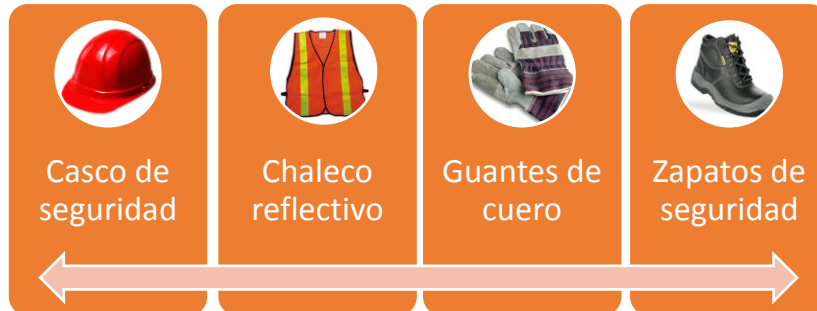 Casco de
seguridad
Chaleco
reflectivo
Guantes de
cuero
Zapatos de
seguridad